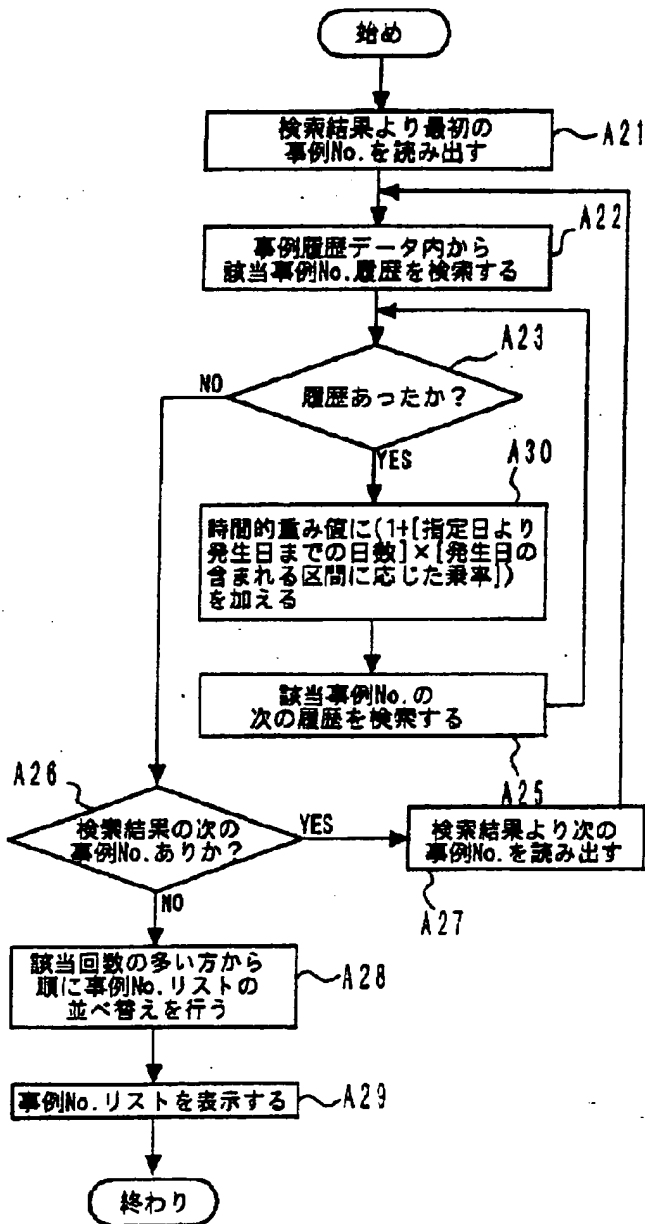 始め
検索結果より最初の
事例No.を読み出す
A21
事例履歴データ内から
該当事例No.履歴を検索する
A22
A23
履歴あったか？
NO
YES
A30
時間的重み値に(1+[指定日より
発生日までの日数]×[発生日の
含まれる区間に応じた乗率])
を加える
該当事例No.の
次の履歴を検索する
A25
A26
検索結果の次の
事例No.ありか？
YES
NO
検索結果より次の
事例No.を読み出す
A27
該当回数の多い方から
順に事例No.リストの
並べ替えを行う
A28
事例No.リストを表示する
A29
終わり